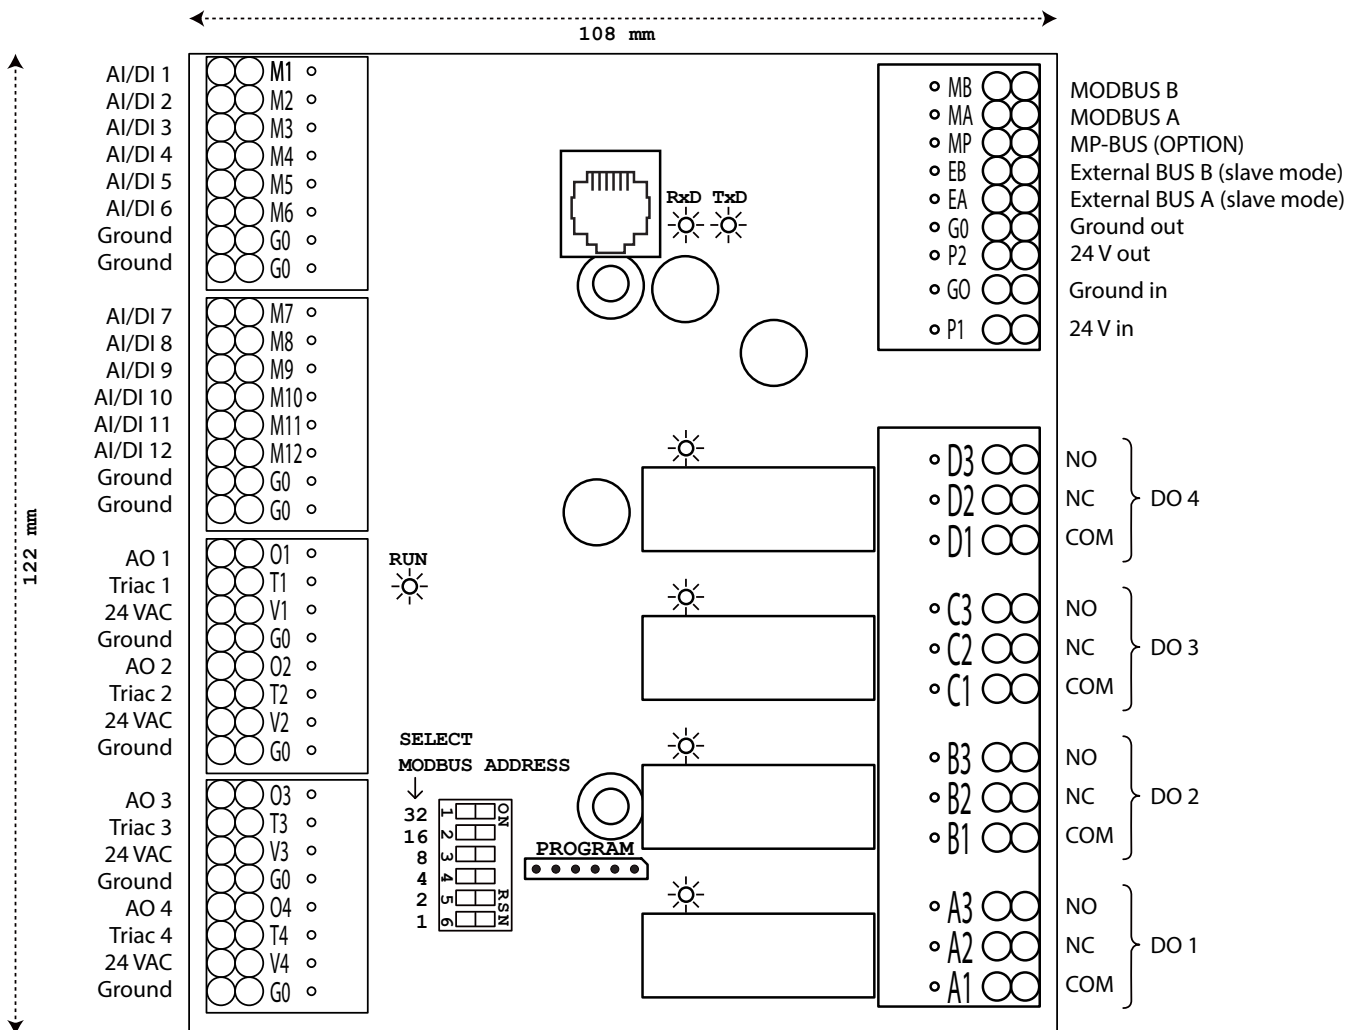 108 mm
122 mm
AI/DI 1 M1
AI/DI 2 M2
AI/DI 3 M3
AI/DI 4 M4
AI/DI 5 M5
AI/DI 6 M6
Ground G0
Ground G0
AI/DI 7 M7
AI/DI 8 M8
AI/DI 9 M9
AI/DI 10 M10
AI/DI 11 M11
AI/DI 12 M12
Ground G0
Ground G0
AO 1 O1
Triac 1 T1
24 VAC V1
Ground G0
AO 2 O2
Triac 2 T2
24 VAC V2
Ground G0
AO 3 O3
Triac 3 T3
24 VAC V3
Ground G0
AO 4 O4
Triac 4 T4
24 VAC V4
Ground G0
RxD TxD
RUN
SELECT
MODBUS ADDRESS
32 1 ON
16 2
8 3
4 4
2 5
1 6
RSN
PROGRAM
MB MODBUS B
MA MODBUS A
MP MP-BUS (OPTION)
EB External BUS B (slave mode)
EA External BUS A (slave mode)
G0 Ground out
P2 24 V out
GO Ground in
P1 24 V in
D3 NO
D2 NC DO 4
D1 COM
C3 NO
C2 NC DO 3
C1 COM
B3 NO
B2 NC DO 2
B1 COM
A3 NO
A2 NC DO 1
A1 COM